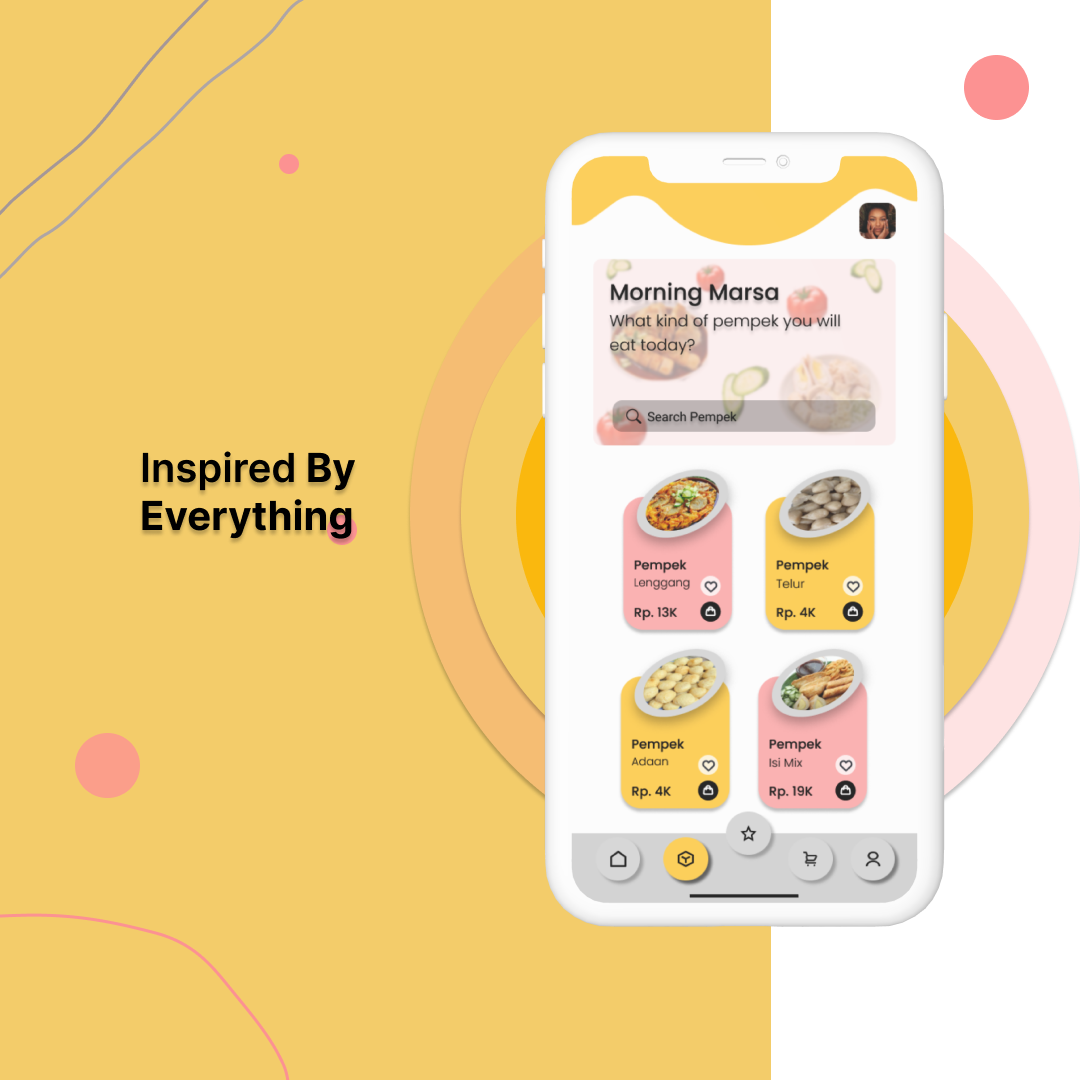 Inspired By
Everything
Morning Marsa
What kind of pempek you will
eat today?
Search Pempek
Pempek
Lenggang
Rp. 13K
Pempek
Telur
Rp. 4K
Pempek
Adaan
Rp. 4K
Pempek
Isi Mix
Rp. 19K